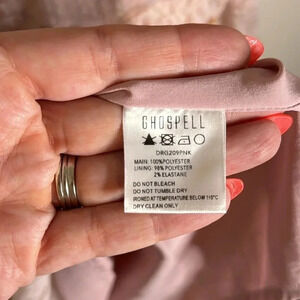 GHOSPELL
DRG209PNK
MAIN: 100%POLYESTER
LINING: 98% POLYESTER
2% ELASTANE
DO NOT BLEACH
DO NOT TUMBLE DRY
IRONED AT TEMPERATURE BELOW 110°C
DRY CLEAN ONLY